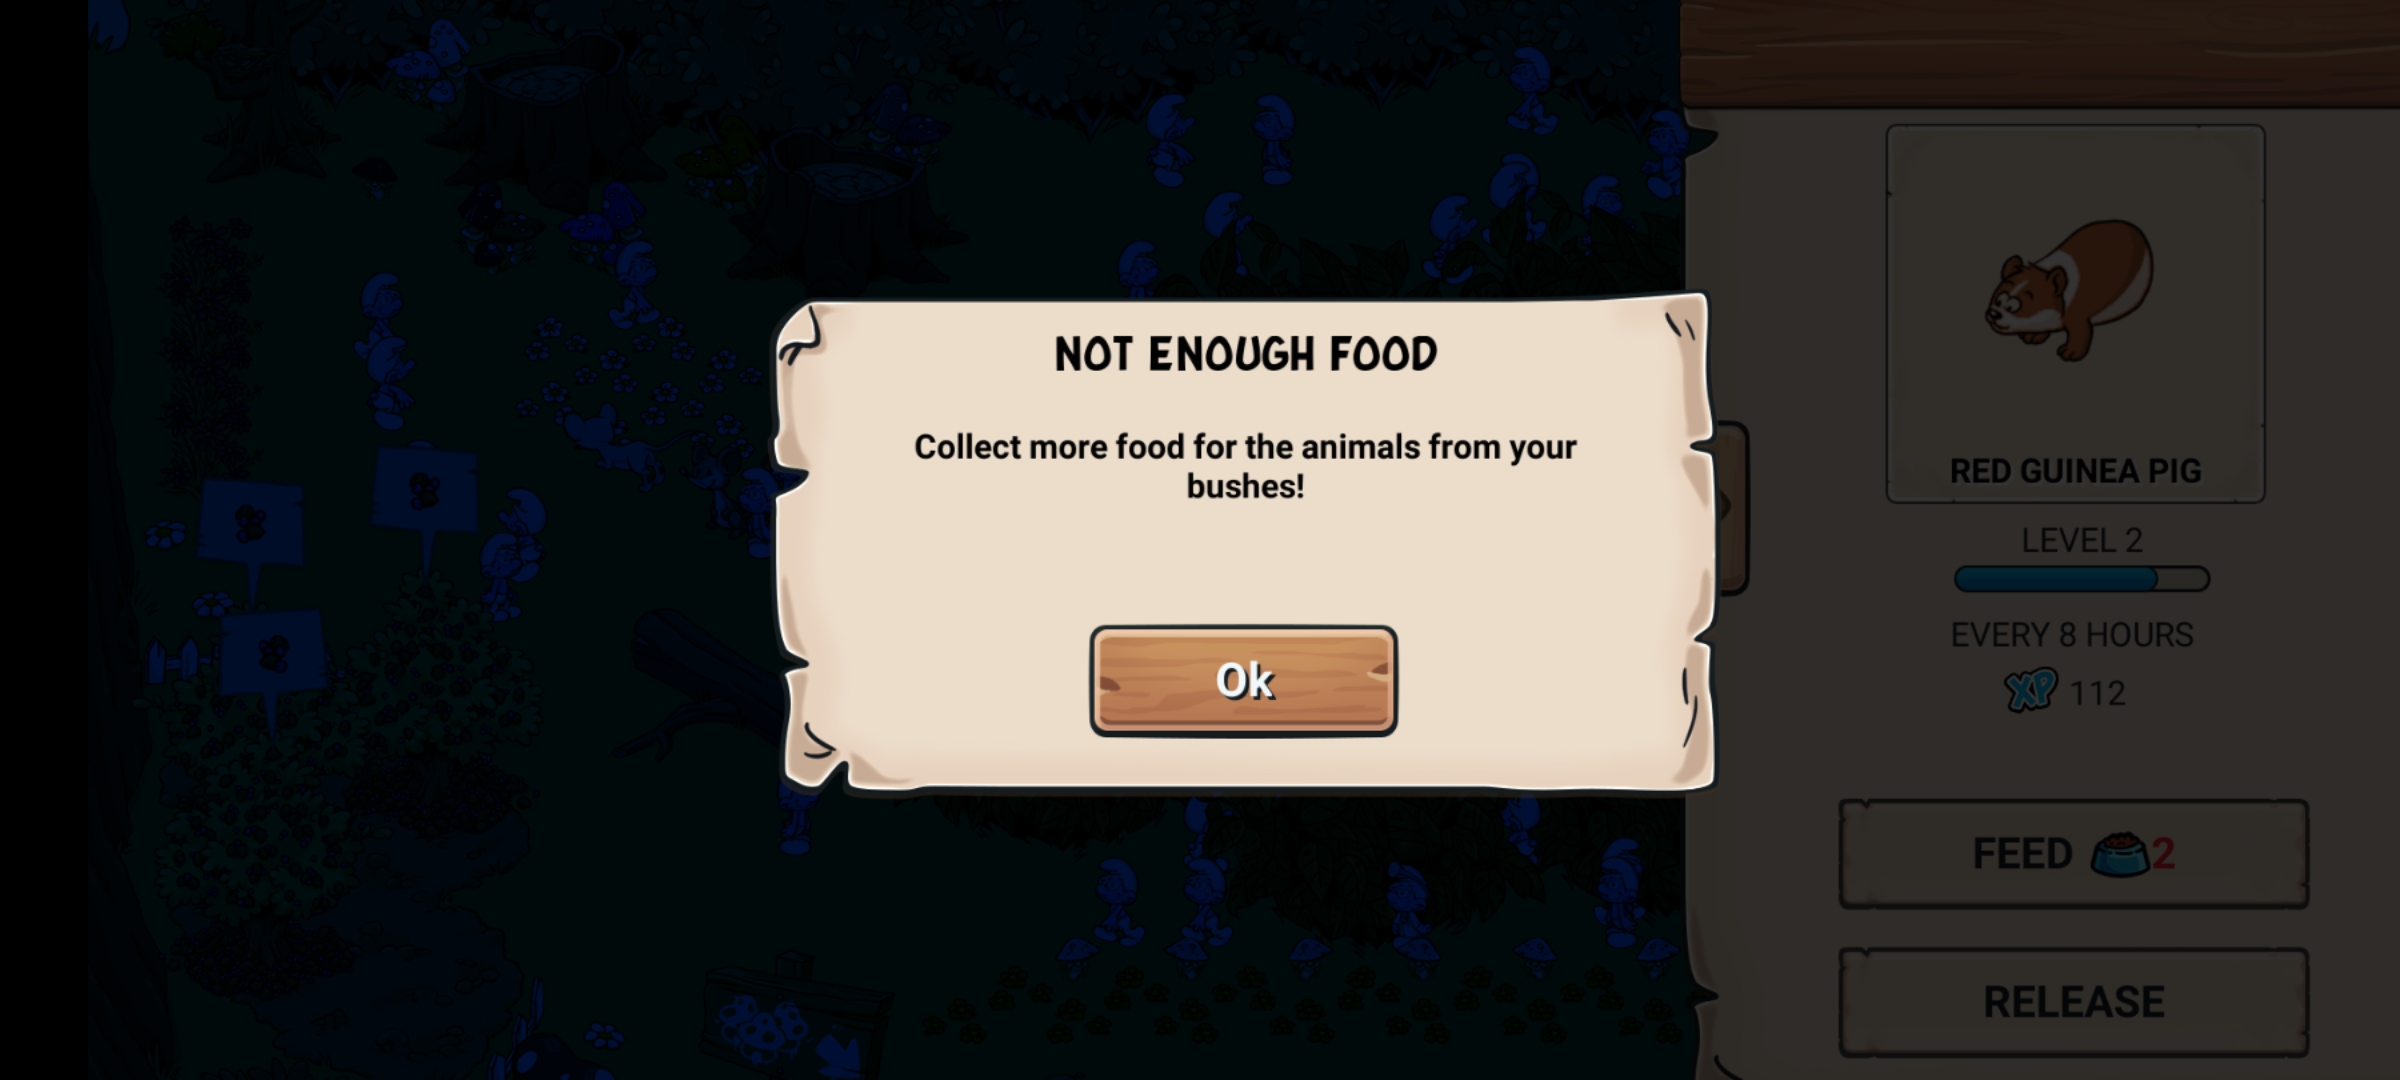 NOT ENOUGH FOOD
Collect more food for the animals from your
bushes!
Ok
RED GUINEA PIG
LEVEL 2
EVERY 8 HOURS
XP 112
FEED 2
RELEASE